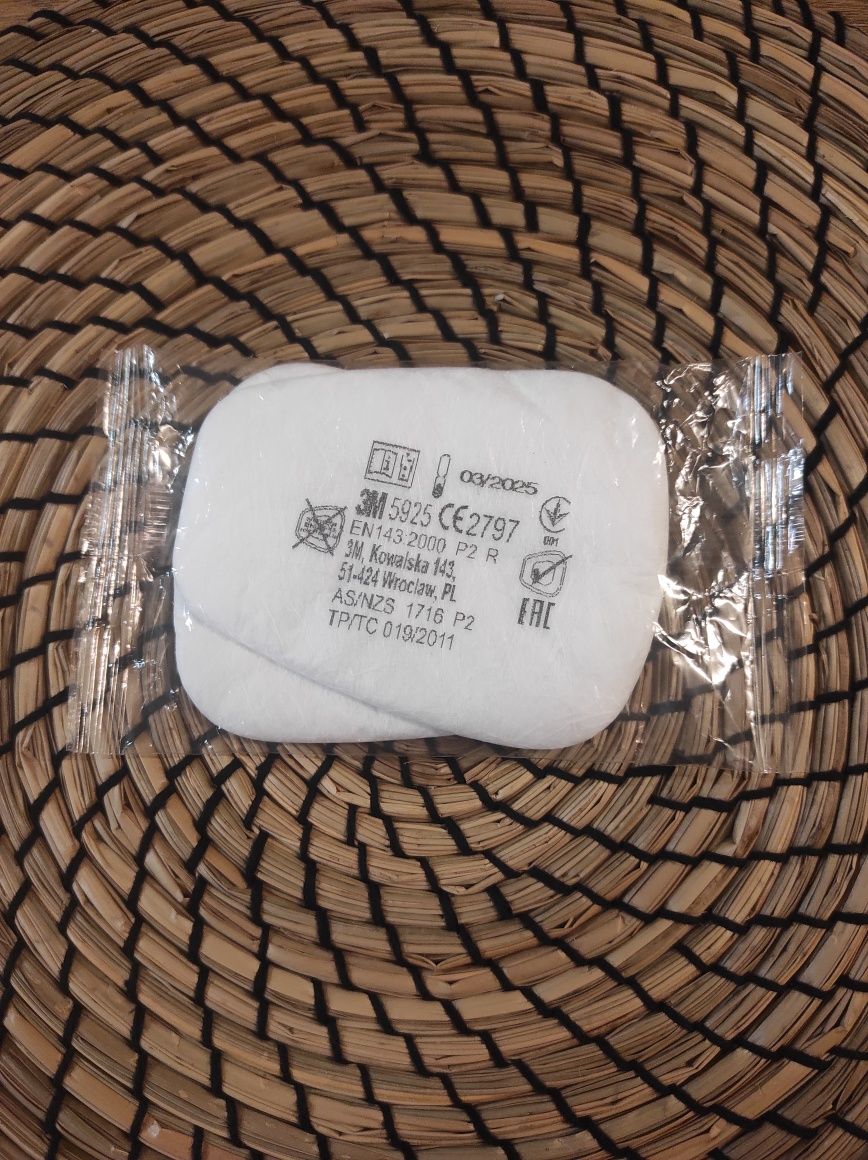 03/2025
3M 5925 CE2797
EN143:2000 P2 R
3M, Kowalska 143,
51-424 Wroclaw, PL
AS/NZS 1716 P2
TP/TC 019/2011
EAC